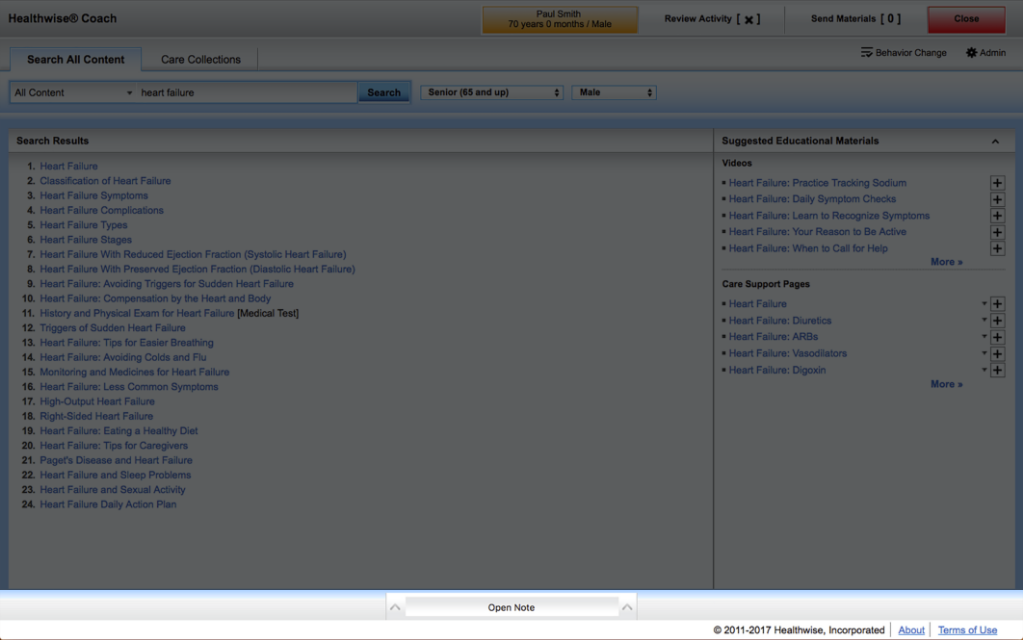 Healthwise® Coach
Paul Smith
70 years 0 months / Male
Review Activity [ x ]
Send Materials [ 0 ]
Close
Search All Content
Care Collections
Behavior Change
Admin
All Content
heart failure
Search
Senior (65 and up)
Male
Search Results
1. Heart Failure
2. Classification of Heart Failure
3. Heart Failure Symptoms
4. Heart Failure Complications
5. Heart Failure Types
6. Heart Failure Stages
7. Heart Failure With Reduced Ejection Fraction (Systolic Heart Failure)
8. Heart Failure With Preserved Ejection Fraction (Diastolic Heart Failure)
9. Heart Failure: Avoiding Triggers for Sudden Heart Failure
10. Heart Failure: Compensation by the Heart and Body
11. History and Physical Exam for Heart Failure [Medical Test]
12. Triggers of Sudden Heart Failure
13. Heart Failure: Tips for Easier Breathing
14. Heart Failure: Avoiding Colds and Flu
15. Monitoring and Medicines for Heart Failure
16. Heart Failure: Less Common Symptoms
17. High-Output Heart Failure
18. Right-Sided Heart Failure
19. Heart Failure: Eating a Healthy Diet
20. Heart Failure: Tips for Caregivers
21. Paget's Disease and Heart Failure
22. Heart Failure and Sleep Problems
23. Heart Failure and Sexual Activity
24. Heart Failure Daily Action Plan
Suggested Educational Materials
Videos
▪ Heart Failure: Practice Tracking Sodium
▪ Heart Failure: Daily Symptom Checks
▪ Heart Failure: Learn to Recognize Symptoms
▪ Heart Failure: Your Reason to Be Active
▪ Heart Failure: When to Call for Help
More »
Care Support Pages
▪ Heart Failure
▪ Heart Failure: Diuretics
▪ Heart Failure: ARBs
▪ Heart Failure: Vasodilators
▪ Heart Failure: Digoxin
More »
Open Note
© 2011-2017 Healthwise, Incorporated
About
Terms of Use